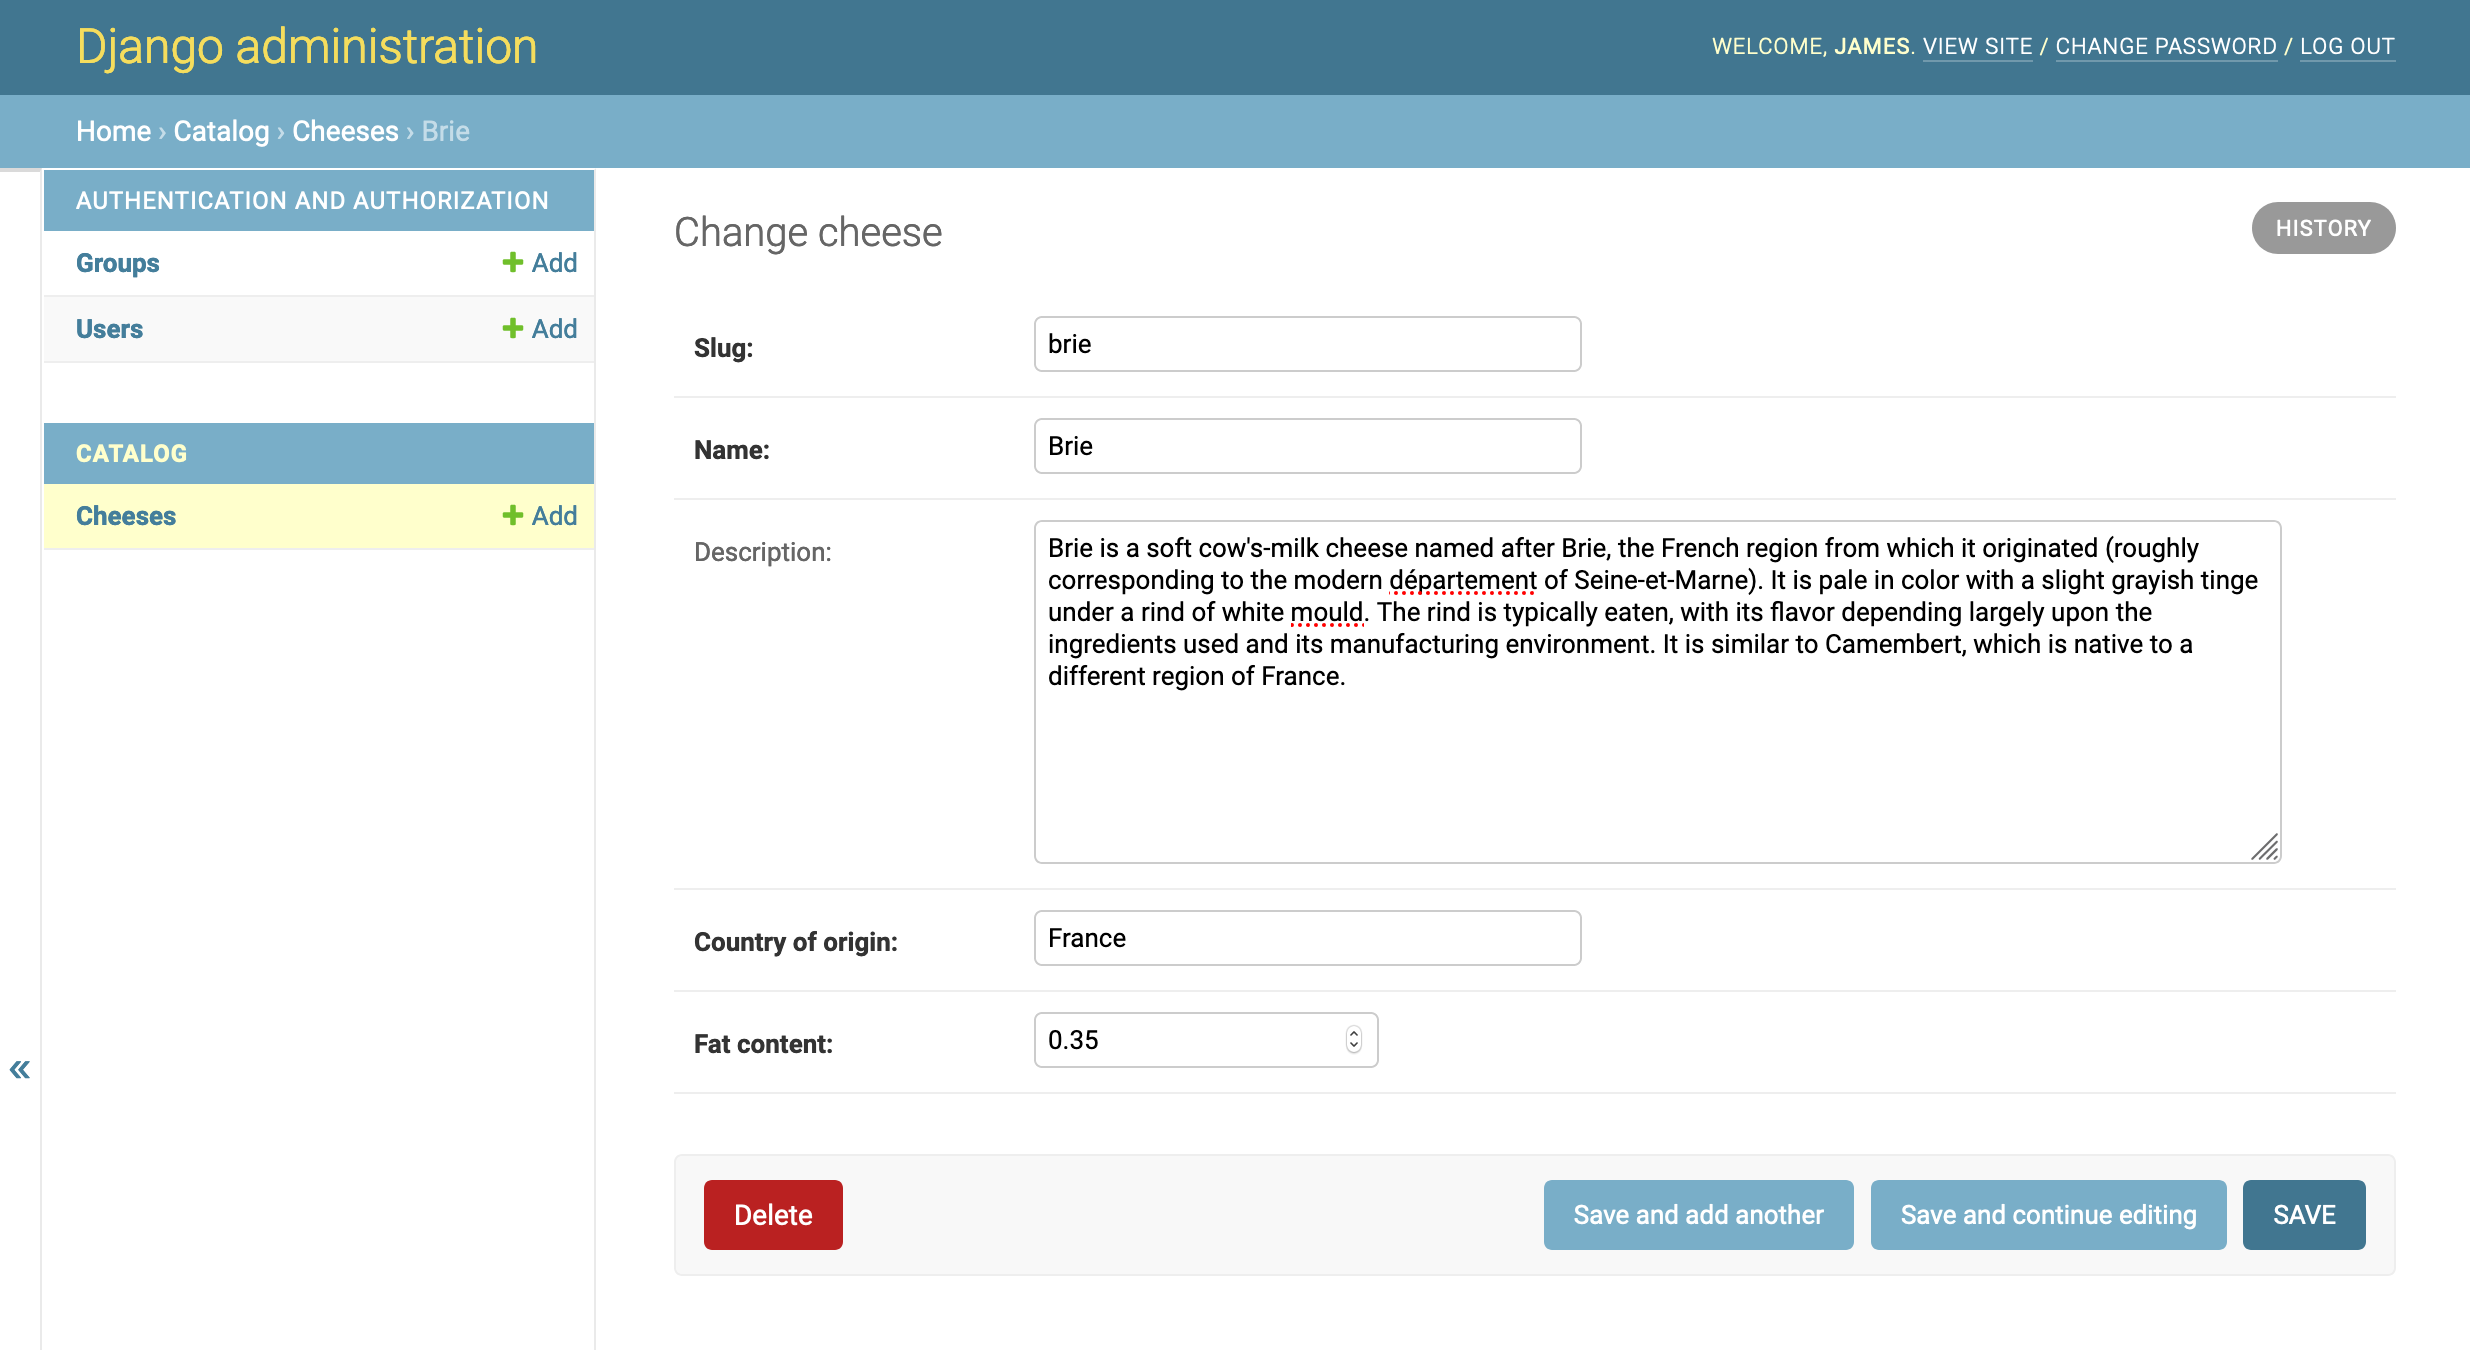 Django administration
WELCOME, JAMES. VIEW SITE / CHANGE PASSWORD / LOG OUT
Home › Catalog › Cheeses › Brie
AUTHENTICATION AND AUTHORIZATION
Groups + Add
Users + Add
CATALOG
Cheeses + Add
«
Change cheese
HISTORY
Slug: brie
Name: Brie
Description:
Brie is a soft cow's-milk cheese named after Brie, the French region from which it originated (roughly
corresponding to the modern département of Seine-et-Marne). It is pale in color with a slight grayish tinge
under a rind of white mould. The rind is typically eaten, with its flavor depending largely upon the
ingredients used and its manufacturing environment. It is similar to Camembert, which is native to a
different region of France.
Country of origin: France
Fat content: 0.35
Delete
Save and add another
Save and continue editing
SAVE